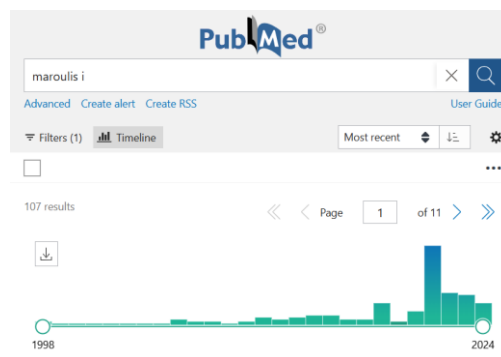 PubMed®
maroulis i
Advanced Create alert Create RSS User Guide
Filters (1) Timeline Most recent
107 results Page 1 of 11
1998 2024